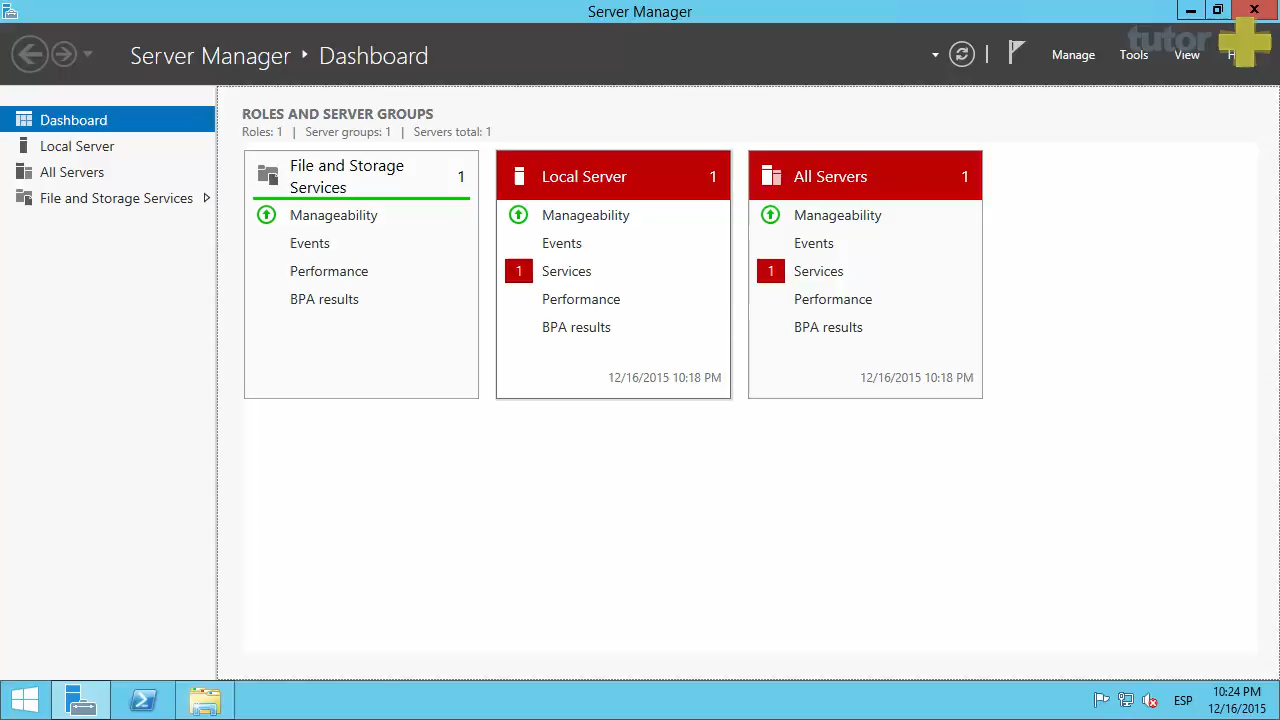 Server Manager
Server Manager ‣ Dashboard
Manage
Tools
View
tutor
Dashboard
Local Server
All Servers
File and Storage Services
ROLES AND SERVER GROUPS
Roles: 1 | Server groups: 1 | Servers total: 1
File and Storage
Services
1
Manageability
Events
Performance
BPA results
Local Server 1
Manageability
Events
1 Services
Performance
BPA results
12/16/2015 10:18 PM
All Servers 1
Manageability
Events
1 Services
Performance
BPA results
12/16/2015 10:18 PM
ESP
10:24 PM
12/16/2015